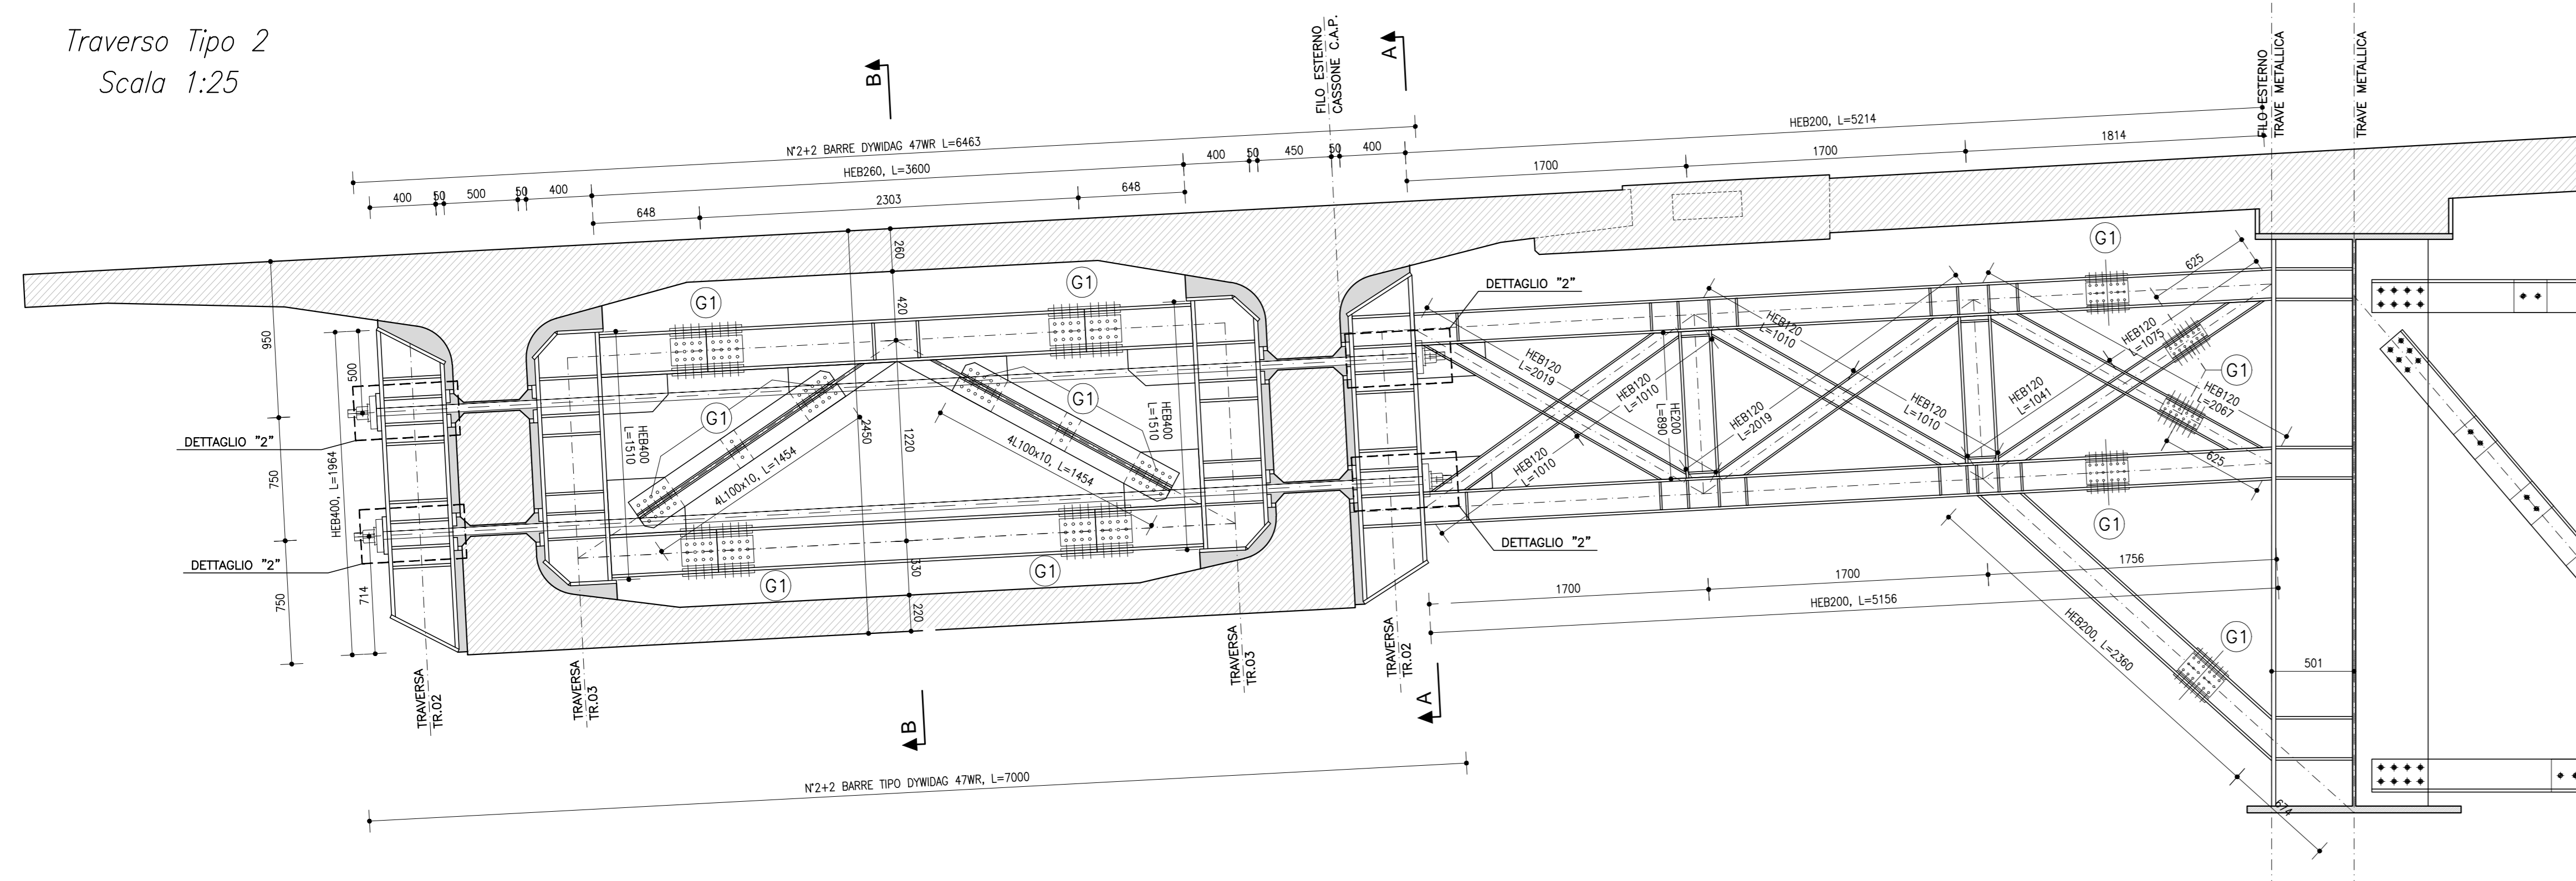 Traverso Tipo 2
Scala 1:25
B
FILO ESTERNO
CASSONE C.A.P.
A
FILO ESTERNO
TRAVE METALLICA
TRAVE METALLICA
N°2+2 BARRE DYWIDAG 47WR L=6463
HEB260, L=3600
400
50
500
50
400
400
50
450
50
400
648
2303
648
HEB200, L=5214
1700
1700
1814
950
750
750
500
714
HEB400, L=1964
DETTAGLIO "2"
DETTAGLIO "2"
DETTAGLIO "2"
DETTAGLIO "2"
260
420
2450
1220
330
220
G1
G1
G1
G1
G1
G1
HEB400
L=1510
HEB400
L=1510
4L100x10, L=1454
4L100x10, L=1454
HEB120
L=2019
HEB120
L=1010
HEB120
L=1010
HE200
L=890
HEB120
L=1010
HEB120
L=2019
HEB120
L=1010
HEB120
L=1041
HEB120
L=1075
HEB120
L=2067
625
625
G1
G1
G1
G1
1700
1700
1756
HEB200, L=5156
HEB200, L=2360
674
501
TRAVERSA
TR.02
TRAVERSA
TR.03
TRAVERSA
TR.03
TRAVERSA
TR.02
B
A
N°2+2 BARRE TIPO DYWIDAG 47WR, L=7000